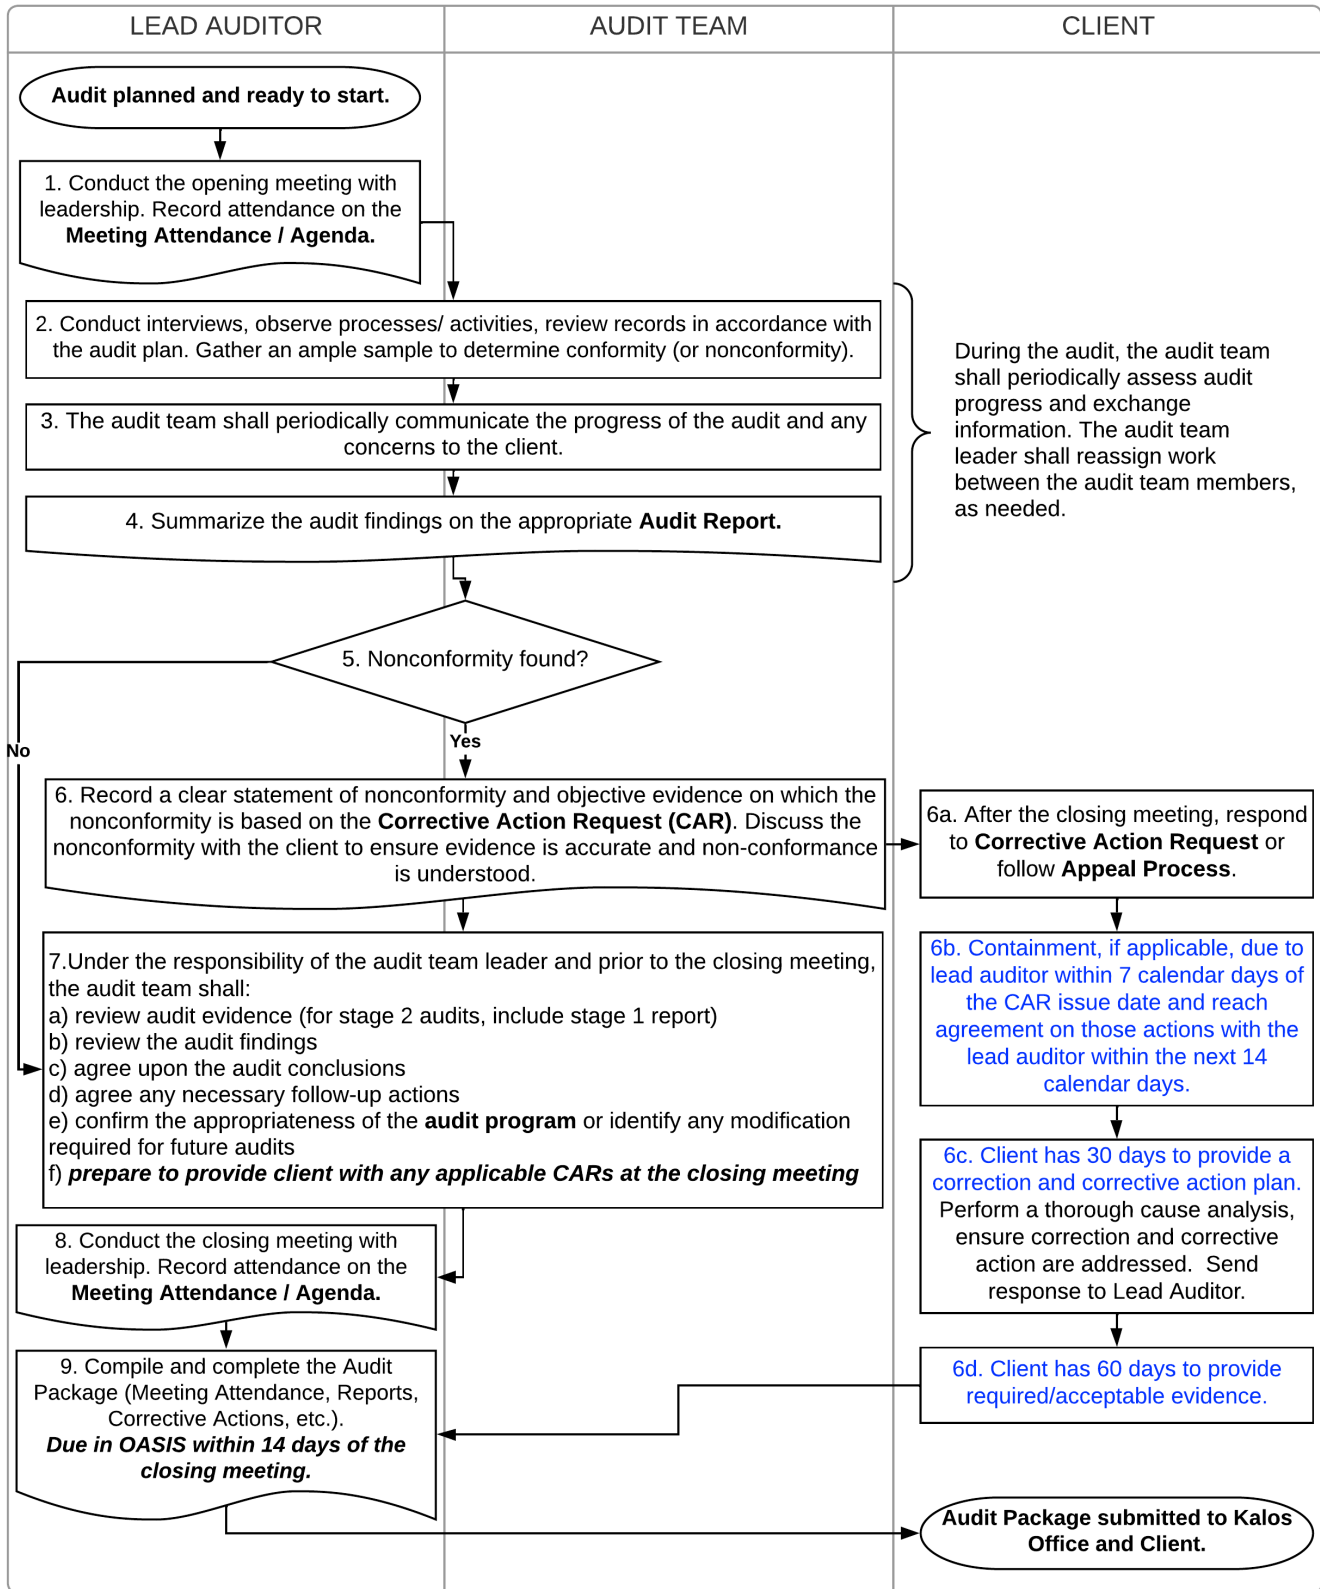 LEAD AUDITOR
AUDIT TEAM
CLIENT
Audit planned and ready to start.
1. Conduct the opening meeting with
leadership. Record attendance on the
Meeting Attendance / Agenda.
2. Conduct interviews, observe processes/ activities, review records in accordance with
the audit plan. Gather an ample sample to determine conformity (or nonconformity).
3. The audit team shall periodically communicate the progress of the audit and any
concerns to the client.
4. Summarize the audit findings on the appropriate Audit Report.
During the audit, the audit team
shall periodically assess audit
progress and exchange
information. The audit team
leader shall reassign work
between the audit team members,
as needed.
5. Nonconformity found?
No
Yes
6. Record a clear statement of nonconformity and objective evidence on which the
nonconformity is based on the Corrective Action Request (CAR). Discuss the
nonconformity with the client to ensure evidence is accurate and non-conformance
is understood.
6a. After the closing meeting, respond
to Corrective Action Request or
follow Appeal Process.
6b. Containment, if applicable, due to
lead auditor within 7 calendar days of
the CAR issue date and reach
agreement on those actions with the
lead auditor within the next 14
calendar days.
6c. Client has 30 days to provide a
correction and corrective action plan.
Perform a thorough cause analysis,
ensure correction and corrective
action are addressed.  Send
response to Lead Auditor.
6d. Client has 60 days to provide
required/acceptable evidence.
7.Under the responsibility of the audit team leader and prior to the closing meeting,
the audit team shall:
a) review audit evidence (for stage 2 audits, include stage 1 report)
b) review the audit findings
c) agree upon the audit conclusions
d) agree any necessary follow-up actions
e) confirm the appropriateness of the audit program or identify any modification
required for future audits
f) prepare to provide client with any applicable CARs at the closing meeting
8. Conduct the closing meeting with
leadership. Record attendance on the
Meeting Attendance / Agenda.
9. Compile and complete the Audit
Package (Meeting Attendance, Reports,
Corrective Actions, etc.).
Due in OASIS within 14 days of the
closing meeting.
Audit Package submitted to Kalos
Office and Client.